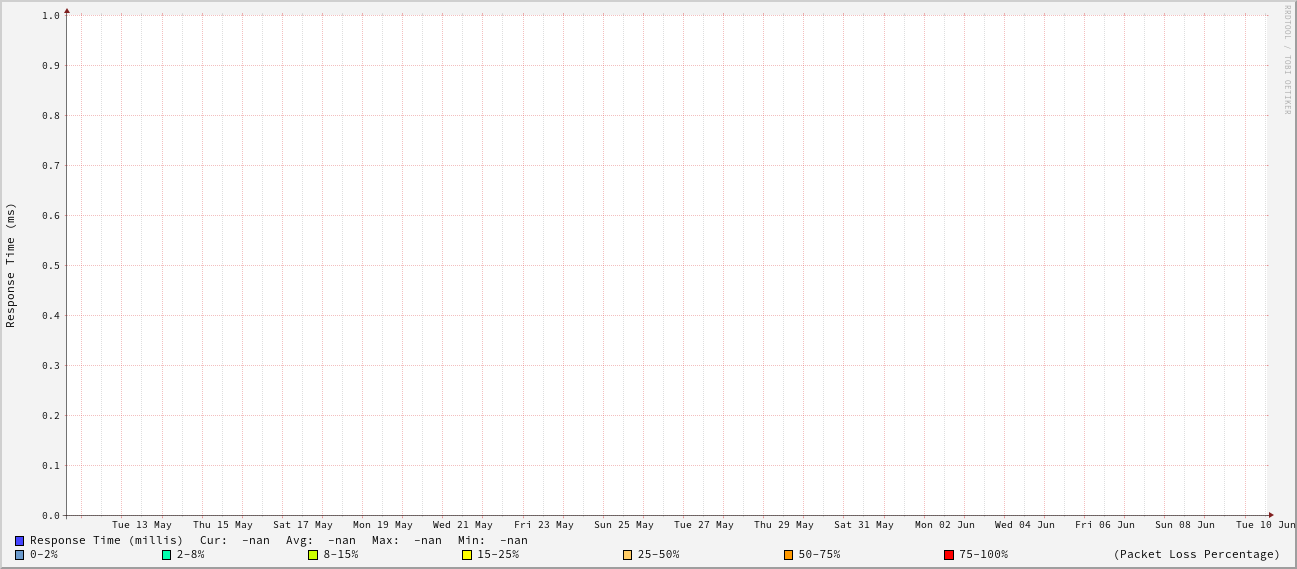 RRDTOOL / TOBI OETIKER
Response Time (ms)
1.0
0.9
0.8
0.7
0.6
0.5
0.4
0.3
0.2
0.1
0.0
Tue 13 May Thu 15 May Sat 17 May Mon 19 May Wed 21 May Fri 23 May Sun 25 May Tue 27 May Thu 29 May Sat 31 May Mon 02 Jun Wed 04 Jun Fri 06 Jun Sun 08 Jun Tue 10 Jun
Response Time (millis) Cur: -nan Avg: -nan Max: -nan Min: -nan
0-2% 2-8% 8-15% 15-25% 25-50% 50-75% 75-100% (Packet Loss Percentage)